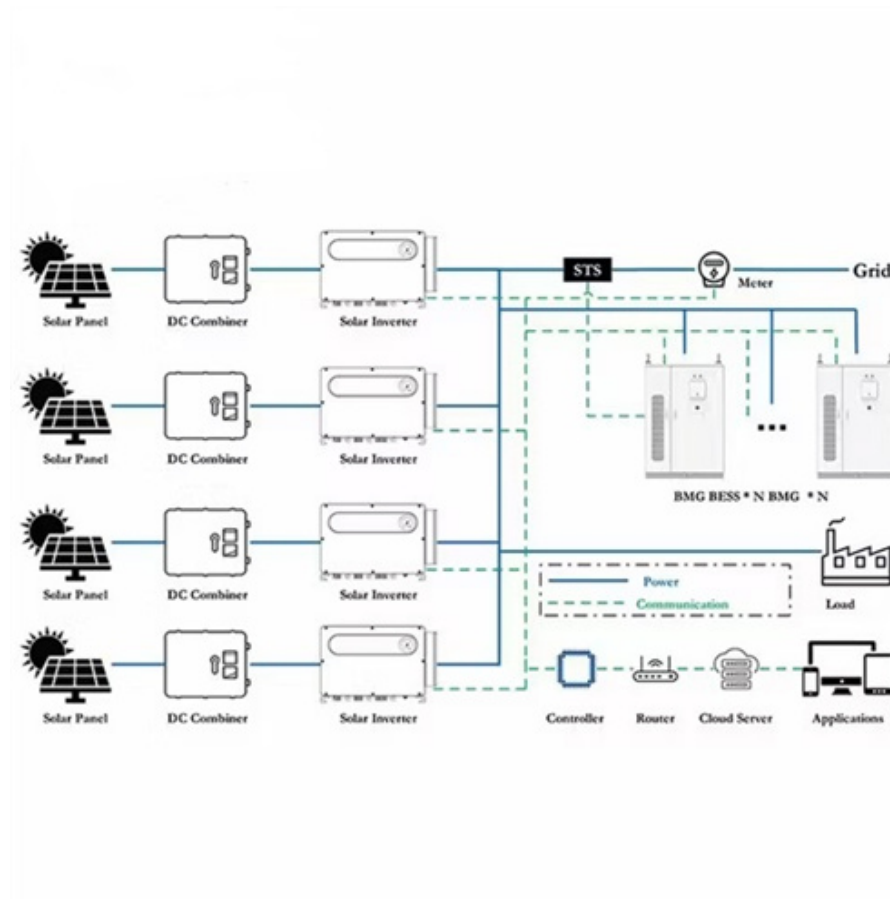 STS
Grid
Meter
Solar Panel
DC Combiner
Solar Inverter
Solar Panel
DC Combiner
Solar Inverter
BMG BESS * N BMG * N
Solar Panel
DC Combiner
Solar Inverter
Power
Communication
Load
Solar Panel
DC Combiner
Solar Inverter
Controller
Router
Cloud Server
Applications